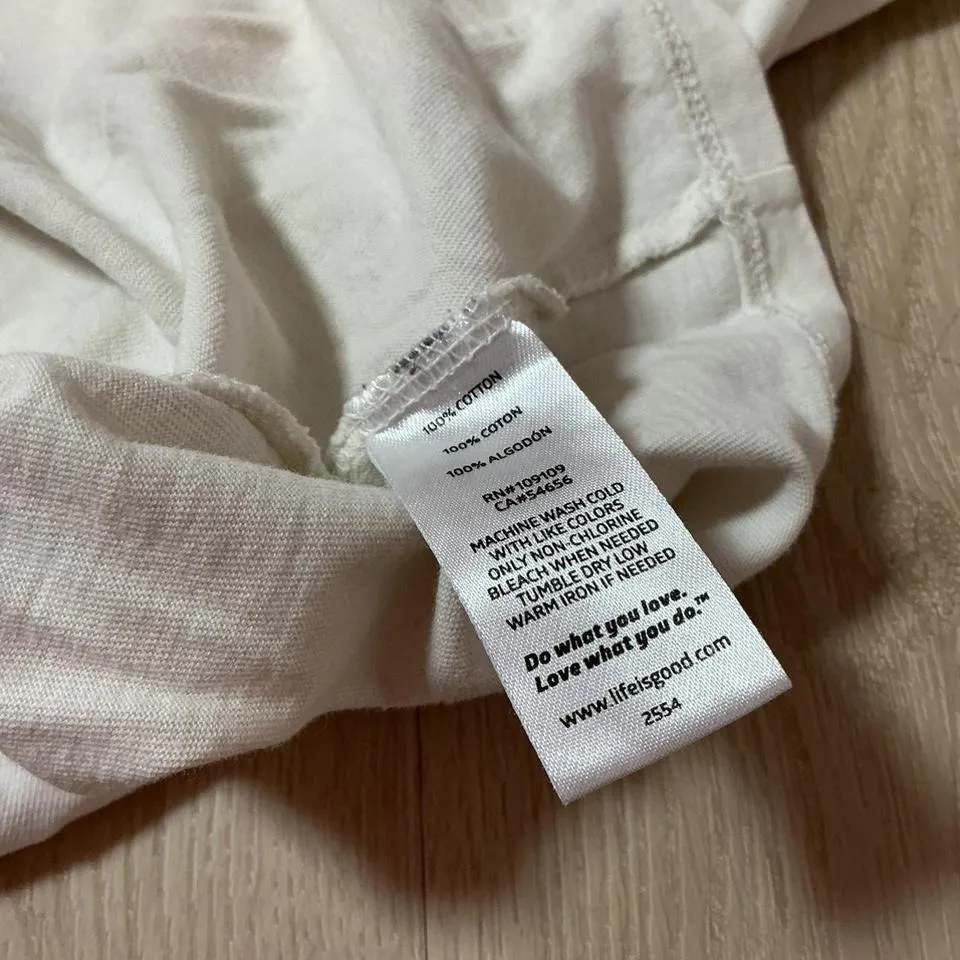 100% COTTON
100% COTON
100% ALGODÓN
RN#109109
CA#54656
MACHINE WASH COLD
WITH LIKE COLORS
ONLY NON-CHLORINE
BLEACH WHEN NEEDED
TUMBLE DRY LOW
WARM IRON IF NEEDED
Do what you love.
Love what you do.™
www.lifeisgood.com
2554